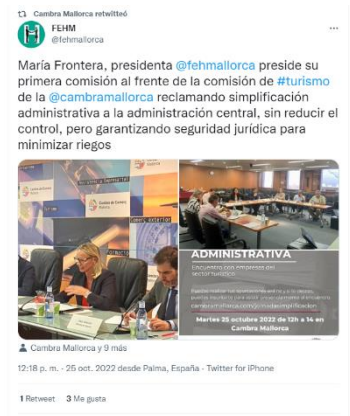 Cambra Mallorca retwitteó
FEHM
@fehmallorca
María Frontera, presidenta @fehmallorca preside su
primera comisión al frente de la comisión de #turismo
de la @cambramallorca reclamando simplificación
administrativa a la administración central, sin reducir el
control, pero garantizando seguridad jurídica para
minimizar riegos
ADMINISTRATIVA
Encuentro con empresas del
sector turístico
Martes 25 octubre 2022 de 12h a 14 en
Cambra Mallorca
Cambra Mallorca y 9 más
12:18 p. m. · 25 oct. 2022 desde Palma, España · Twitter for iPhone
1 Retweet 3 Me gusta